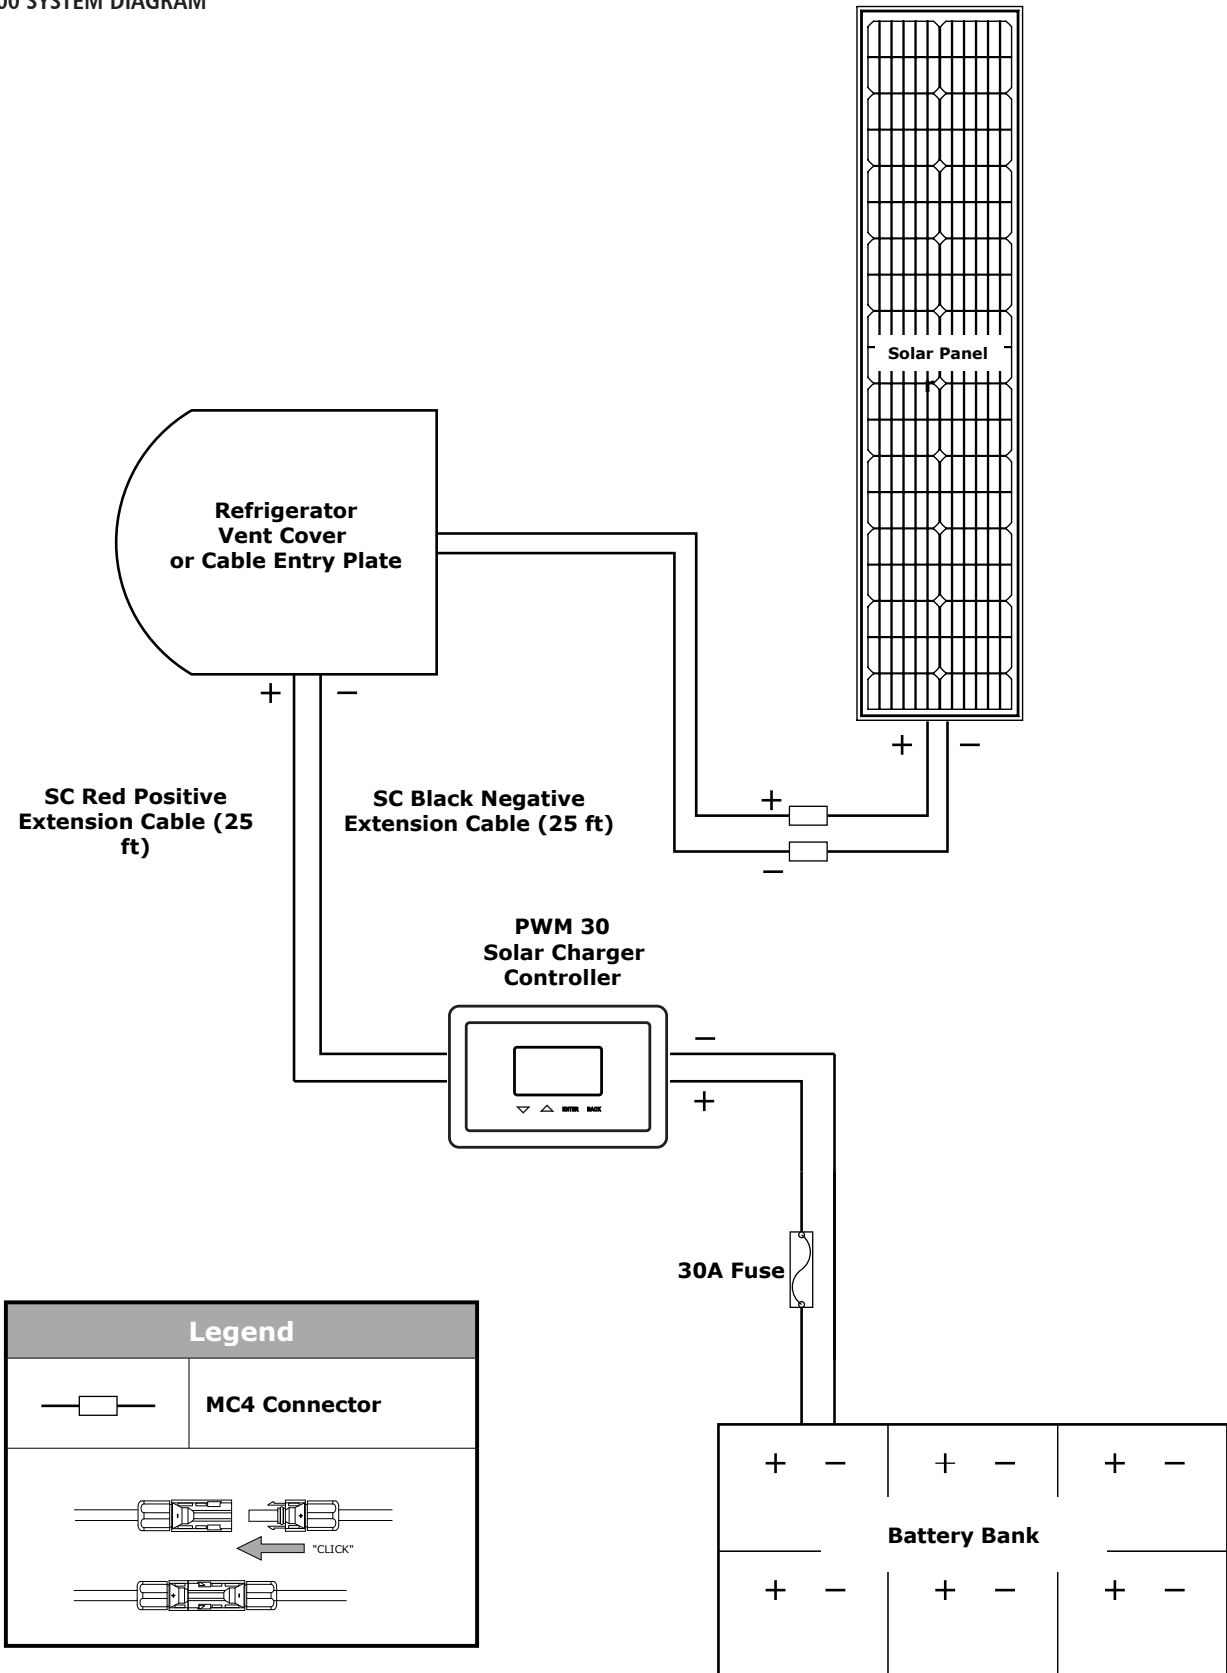 00 SYSTEM DIAGRAM
Solar Panel
Refrigerator
Vent Cover
or Cable Entry Plate
+ −
+ −
SC Red Positive
Extension Cable (25
ft)
SC Black Negative
Extension Cable (25 ft)
+
−
PWM 30
Solar Charger
Controller
−
+
ENTER BACK
30A Fuse
Legend
MC4 Connector
"CLICK"
+ − + − + −
Battery Bank
+ − + − + −